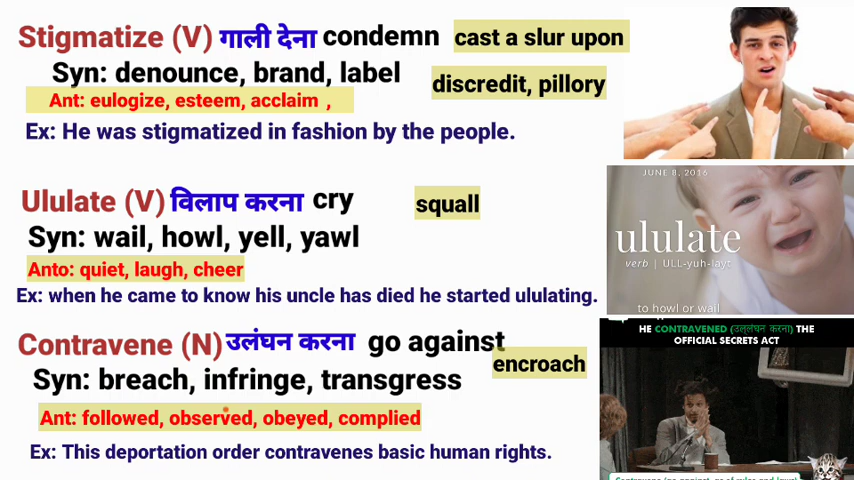 Stigmatize (V) गाली देना condemn cast a slur upon
Syn: denounce, brand, label discredit, pillory
Ant: eulogize, esteem, acclaim ,
Ex: He was stigmatized in fashion by the people.
JUNE 8, 2016
Ululate (V) विलाप करना cry squall
Syn: wail, howl, yell, yawl
ululate
verb | ULL-yuh-layt
Anto: quiet, laugh, cheer
Ex: when he came to know his uncle has died he started ululating.
to howl or wail
HE CONTRAVENED (उल्लंघन करना) THE
OFFICIAL SECRETS ACT
Contravene (N) उलंघन करना go against
encroach
Syn: breach, infringe, transgress
Ant: followed, observed, obeyed, complied
Ex: This deportation order contravenes basic human rights.